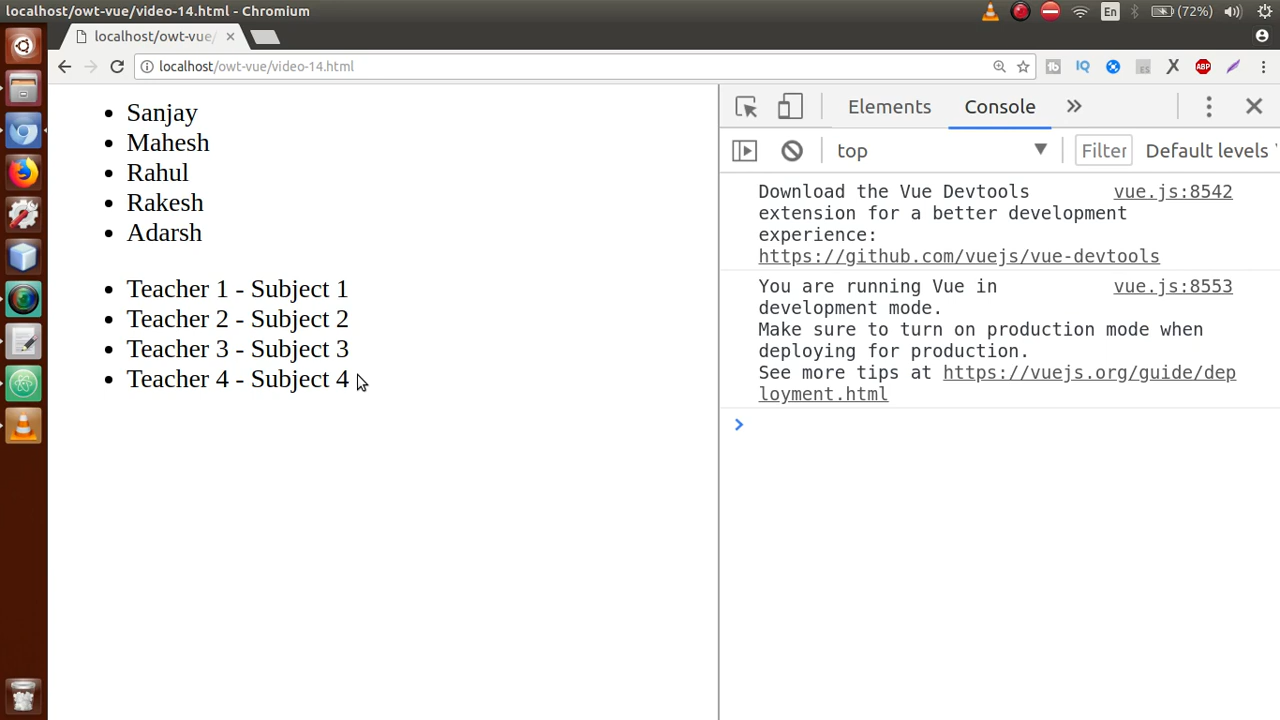 localhost/owt-vue/video-14.html - Chromium
En
(72%)
localhost/owt-vue/
localhost/owt-vue/video-14.html
IQ
ABP
Sanjay
Mahesh
Rahul
Rakesh
Adarsh
Teacher 1 - Subject 1
Teacher 2 - Subject 2
Teacher 3 - Subject 3
Teacher 4 - Subject 4
Elements
Console
top
Filter
Default levels
Download the Vue Devtools vue.js:8542
extension for a better development
experience:
https://github.com/vuejs/vue-devtools
You are running Vue in vue.js:8553
development mode.
Make sure to turn on production mode when
deploying for production.
See more tips at https://vuejs.org/guide/dep
loyment.html